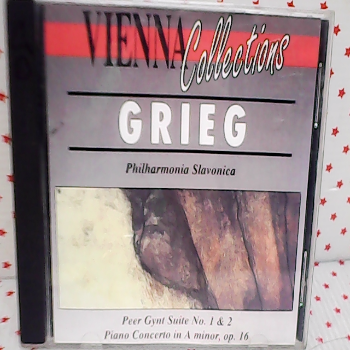 VIENNA Collections
GRIEG
Philharmonia Slavonica
Peer Gynt Suite No. 1 & 2
Piano Concerto in A minor, op. 16